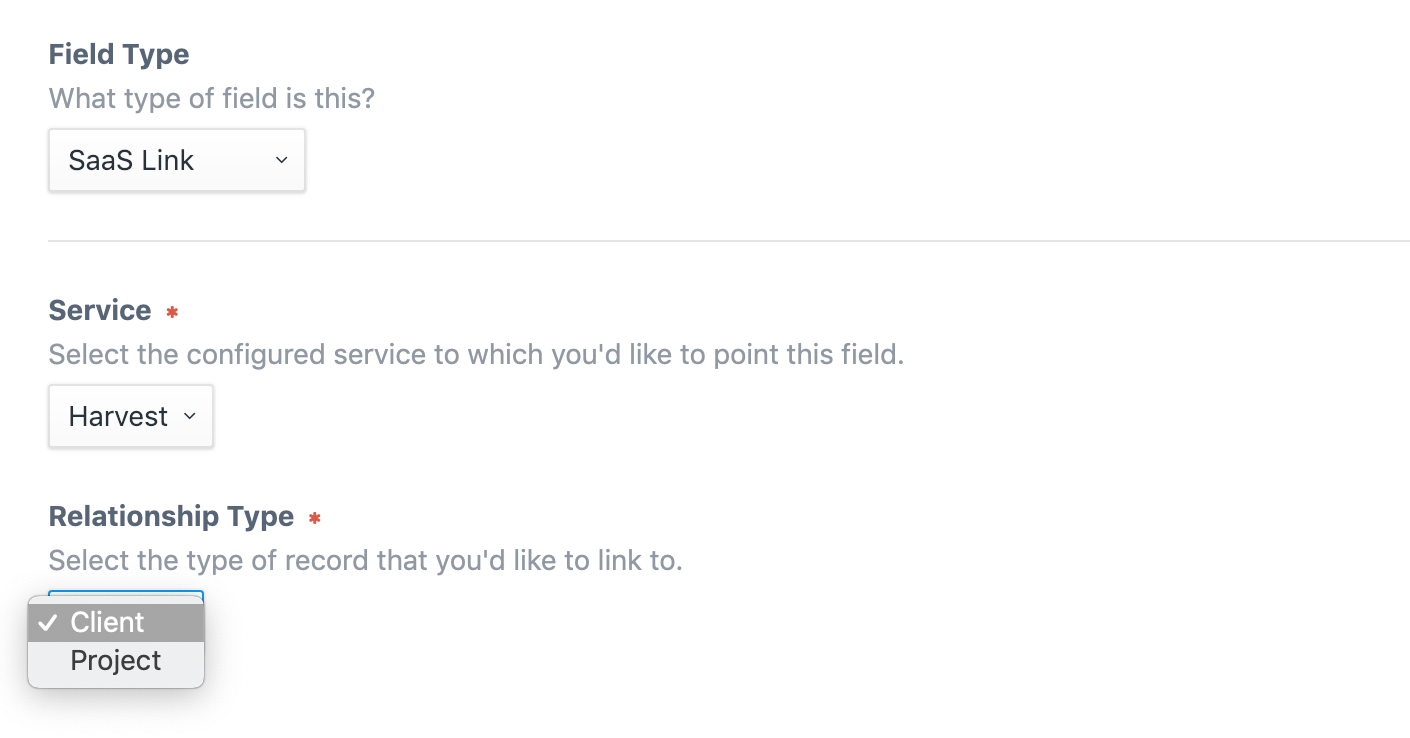 Field Type
What type of field is this?
SaaS Link
Service *
Select the configured service to which you'd like to point this field.
Harvest
Relationship Type *
Select the type of record that you'd like to link to.
✓ Client
Project